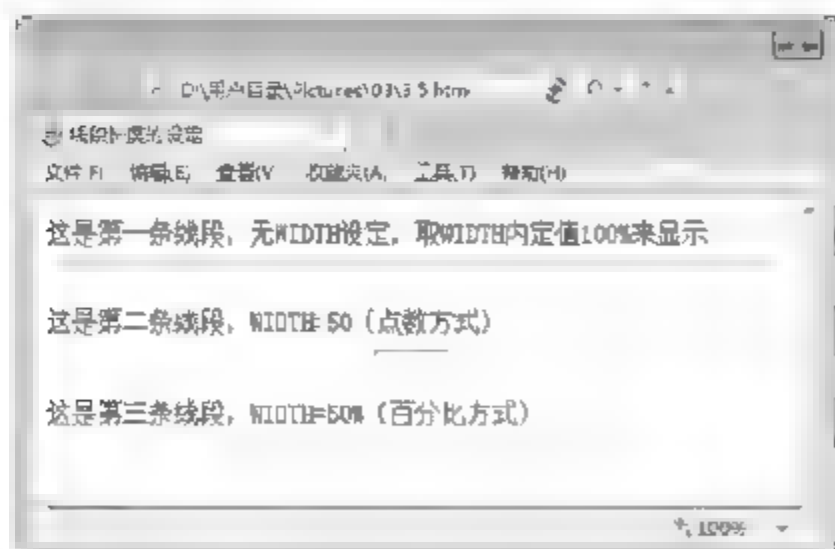 D:\用户目录\Pictures\03\3.5.htm
线段长度的设定
文件(F) 编辑(E) 查看(V) 收藏夹(A) 工具(T) 帮助(H)
这是第一条线段，无WIDTH设定，取WIDTH内定值100%来显示
这是第二条线段，WIDTH=50（点数方式）
这是第三条线段，WIDTH=50%（百分比方式）
100%